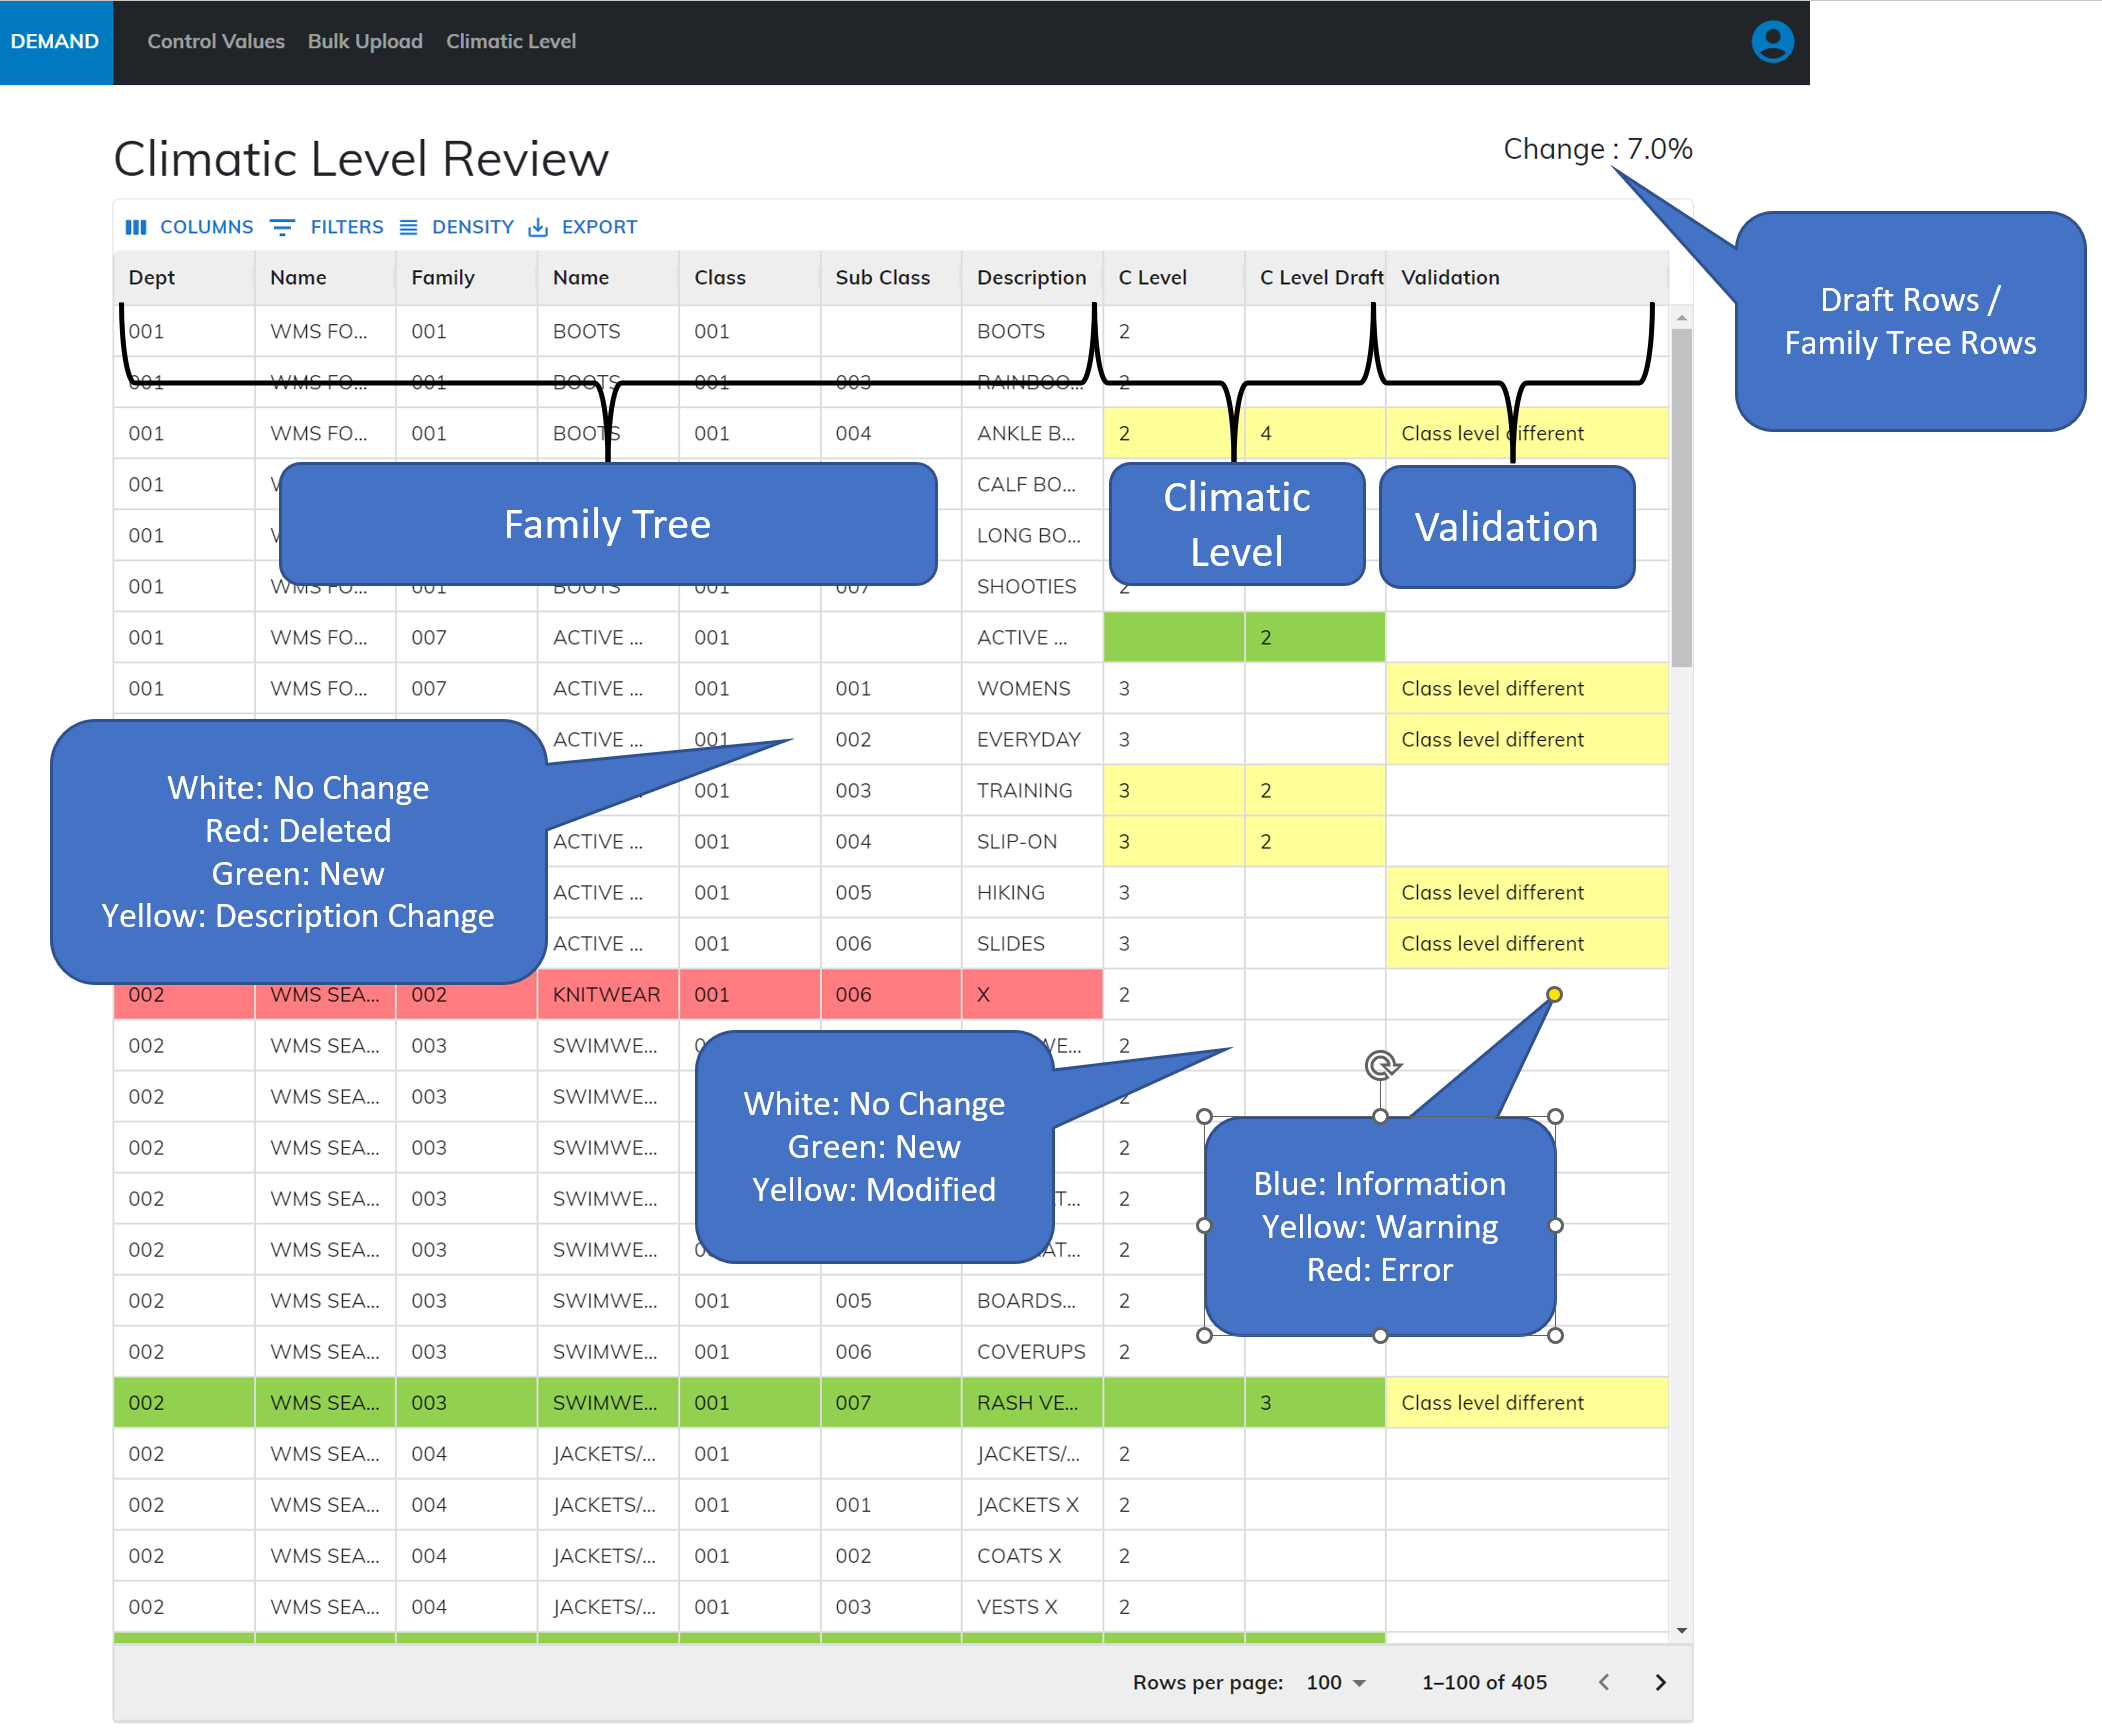 DEMAND Control Values Bulk Upload Climatic Level
Climatic Level Review
Change : 7.0%
Draft Rows /
Family Tree Rows
COLUMNS FILTERS DENSITY EXPORT
Dept Name Family Name Class Sub Class Description C Level C Level Draft Validation
001 WMS FO... 001 BOOTS 001 BOOTS 2
001 WMS FO... 001 BOOTS 001 003 RAINBOO... 2
001 WMS FO... 001 BOOTS 001 004 ANKLE B... 2 4 Class level different
001 CALF BO...
001 LONG BO...
Family Tree
Climatic
Level
Validation
001 WMS FO... 001 BOOTS 001 007 SHOOTIES 2
001 WMS FO... 007 ACTIVE ... 001 ACTIVE ... 2
001 WMS FO... 007 ACTIVE ... 001 001 WOMENS 3 Class level different
ACTIVE ... 001 002 EVERYDAY 3 Class level different
001 003 TRAINING 3 2
ACTIVE ... 001 004 SLIP-ON 3 2
ACTIVE ... 001 005 HIKING 3 Class level different
ACTIVE ... 001 006 SLIDES 3 Class level different
White: No Change
Red: Deleted
Green: New
Yellow: Description Change
002 WMS SEA... 002 KNITWEAR 001 006 X 2
002 WMS SEA... 003 SWIMWE... 2
002 WMS SEA... 003 SWIMWE... 2
002 WMS SEA... 003 SWIMWE... 2
002 WMS SEA... 003 SWIMWE... 2
002 WMS SEA... 003 SWIMWE... 2
White: No Change
Green: New
Yellow: Modified
Blue: Information
Yellow: Warning
Red: Error
002 WMS SEA... 003 SWIMWE... 001 005 BOARDS... 2
002 WMS SEA... 003 SWIMWE... 001 006 COVERUPS 2
002 WMS SEA... 003 SWIMWE... 001 007 RASH VE... 3 Class level different
002 WMS SEA... 004 JACKETS/... 001 JACKETS/... 2
002 WMS SEA... 004 JACKETS/... 001 001 JACKETS X 2
002 WMS SEA... 004 JACKETS/... 001 002 COATS X 2
002 WMS SEA... 004 JACKETS/... 001 003 VESTS X 2
Rows per page: 100 1–100 of 405